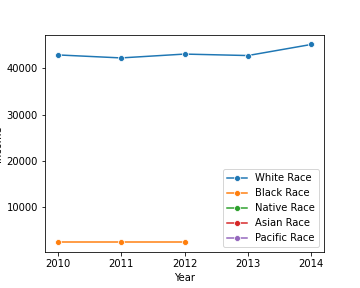 40000
30000
20000
10000
2010 2011 2012 2013 2014
Year
White Race
Black Race
Native Race
Asian Race
Pacific Race